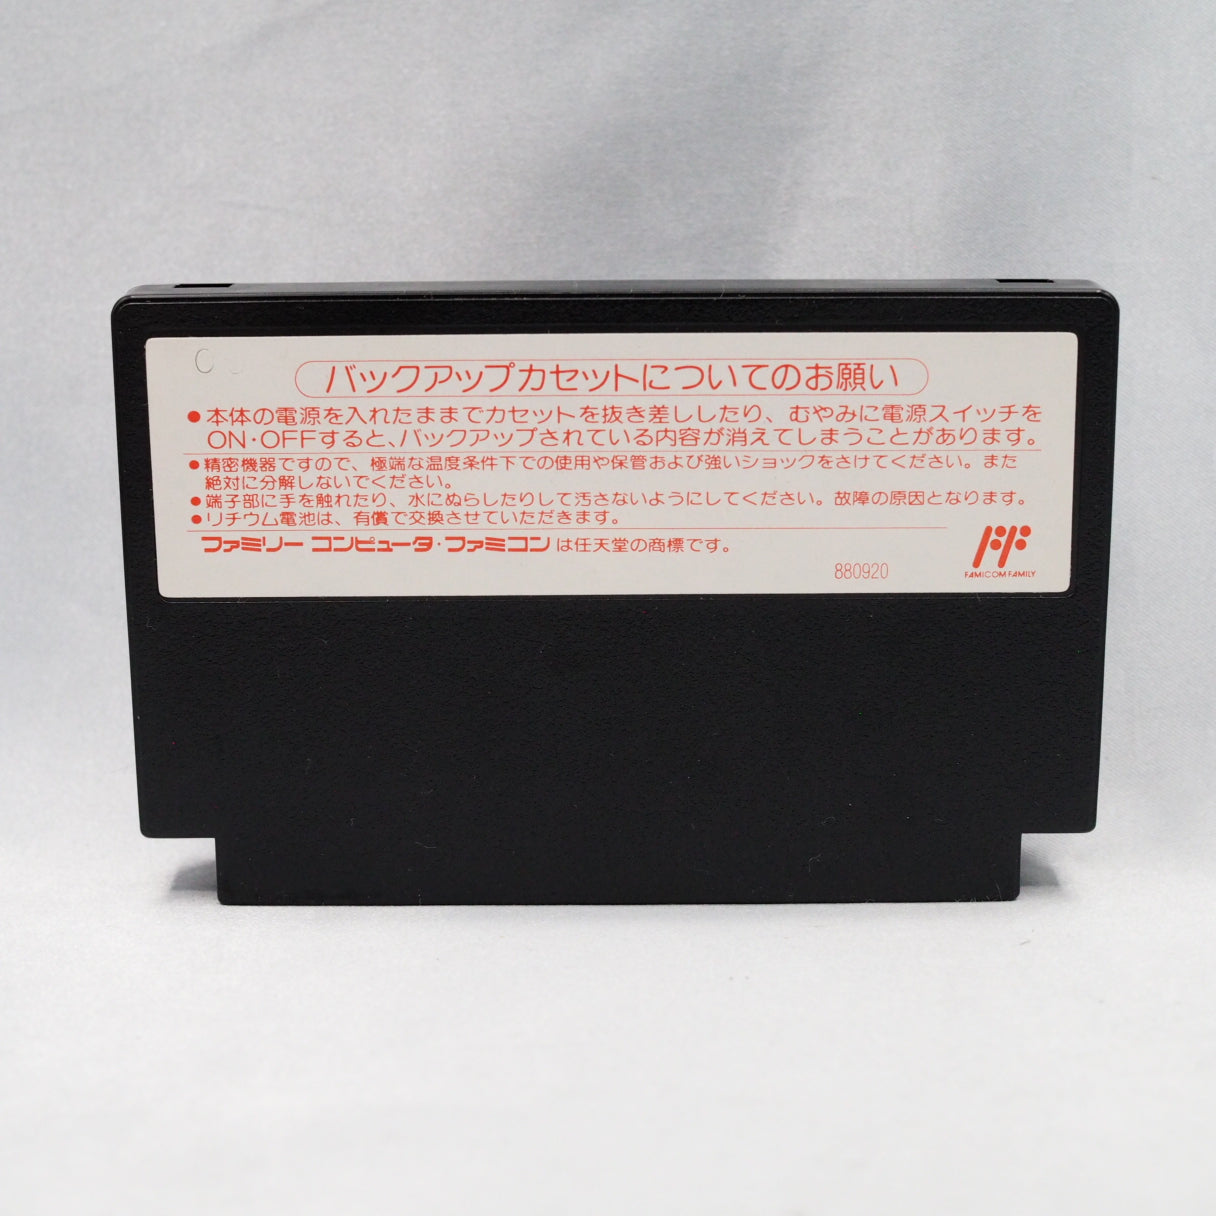 バックアップカセットについてのお願い
●本体の電源を入れたままでカセットを抜き差ししたり、むやみに電源スイッチを
ON・OFFすると、バックアップされている内容が消えてしまうことがあります。
●精密機器ですので、極端な温度条件下での使用や保管および強いショックをさけてください。また
絶対に分解しないでください。
●端子部に手を触れたり、水にぬらしたりして汚さないようにしてください。故障の原因となります。
●リチウム電池は、有償で交換させていただきます。
ファミリー コンピュータ・ファミコンは任天堂の商標です。
880920
FAMICOM FAMILY